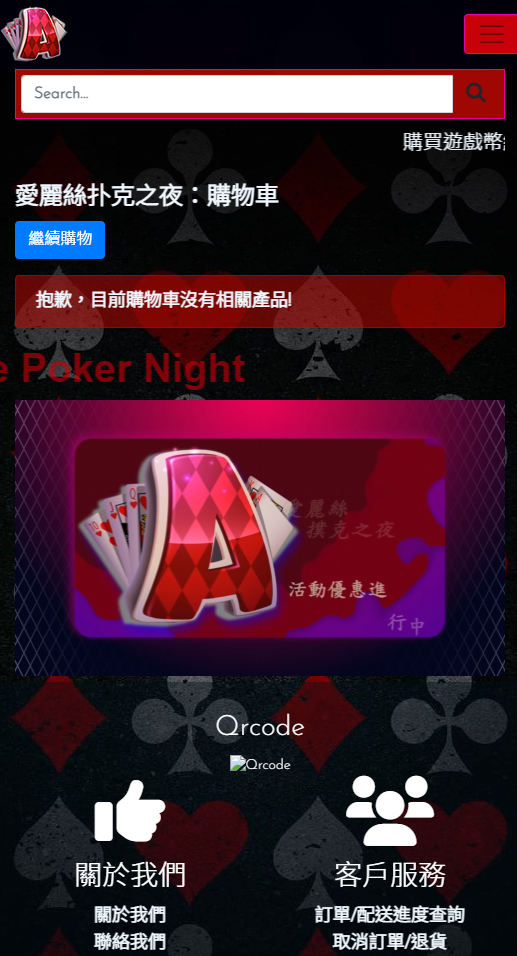 A
Search...
購買遊戲幣
愛麗絲扑克之夜：購物車
繼續購物
抱歉，目前購物車沒有相關產品!
e Poker Night
A
愛麗絲
撲克之夜
活動優惠進
行中
Qrcode
Qrcode
關於我們
客戶服務
關於我們
訂單/配送進度查詢
聯絡我們
取消訂單/退貨